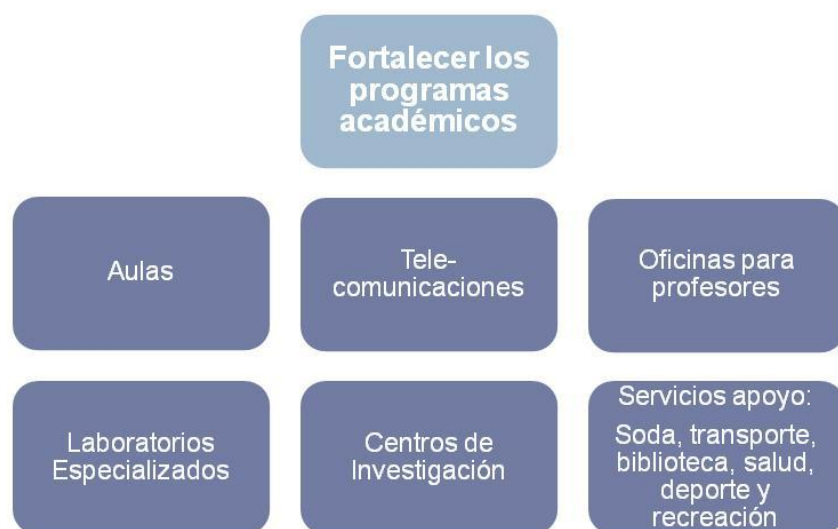 Fortalecer los
programas
académicos
Aulas
Tele-
comunicaciones
Oficinas para
profesores
Laboratorios
Especializados
Centros de
Investigación
Servicios apoyo:
Soda, transporte,
biblioteca, salud,
deporte y
recreación